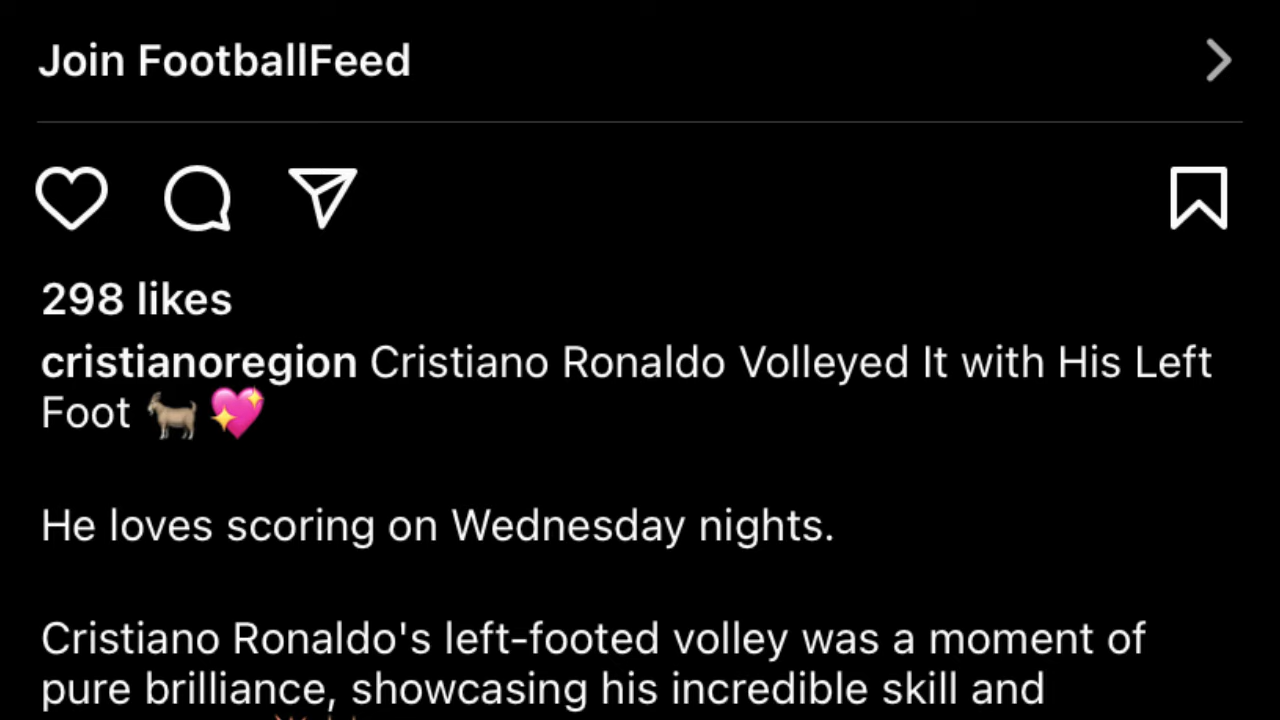 Join FootballFeed
298 likes
cristianoregion Cristiano Ronaldo Volleyed It with His Left
Foot 🐐 💖
He loves scoring on Wednesday nights.
Cristiano Ronaldo's left-footed volley was a moment of
pure brilliance, showcasing his incredible skill and